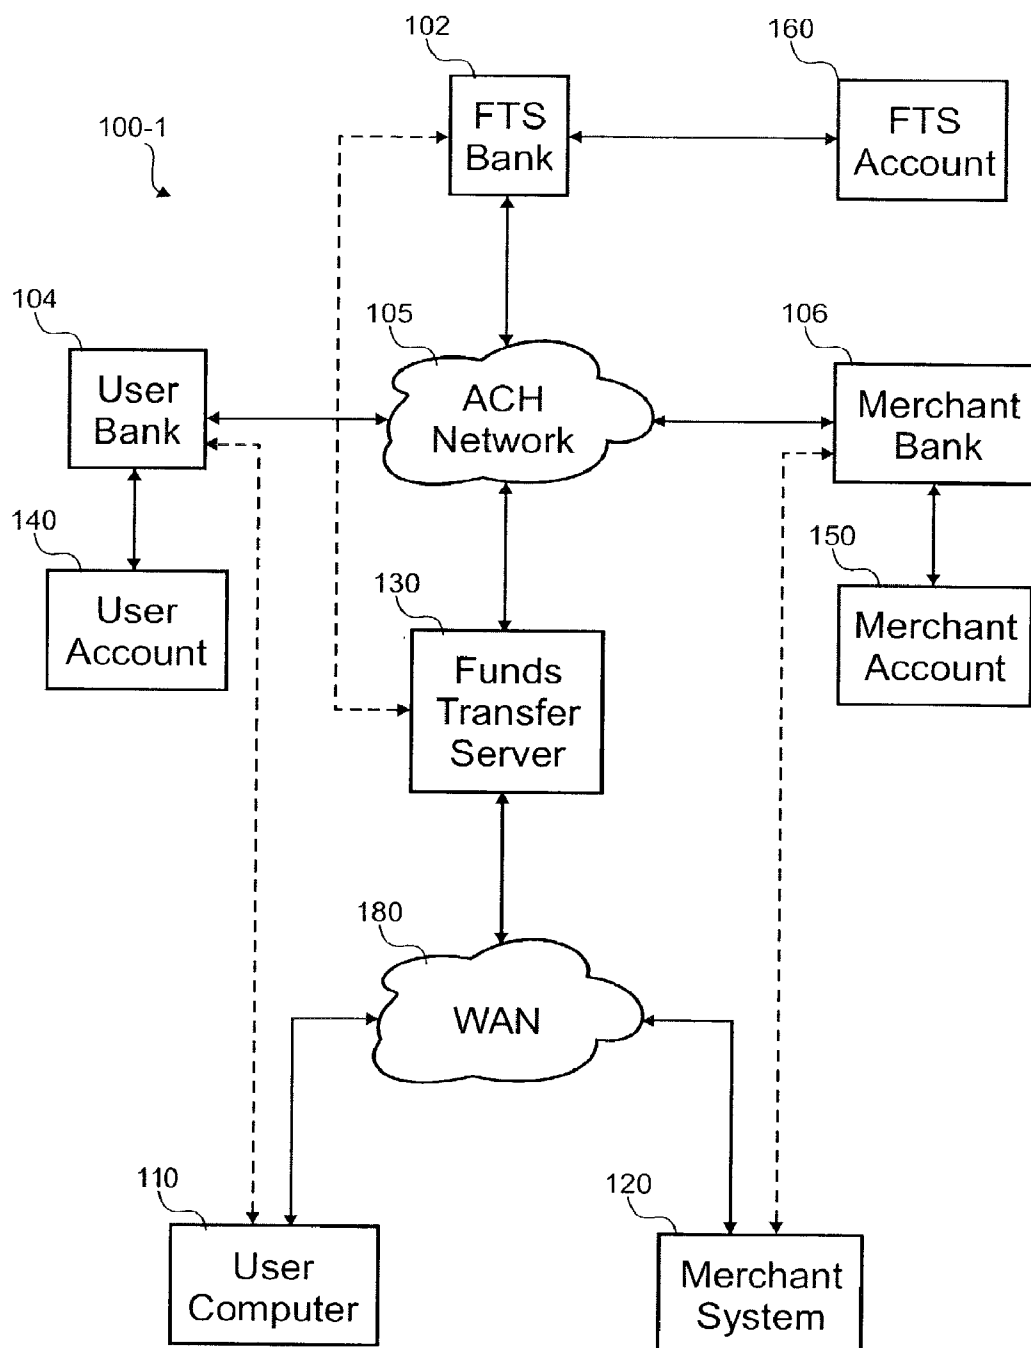 102
160
100-1
FTS
Bank
FTS
Account
104
105
106
User
Bank
ACH
Network
Merchant
Bank
140
130
150
User
Account
Funds
Transfer
Server
Merchant
Account
180
WAN
110
120
User
Computer
Merchant
System